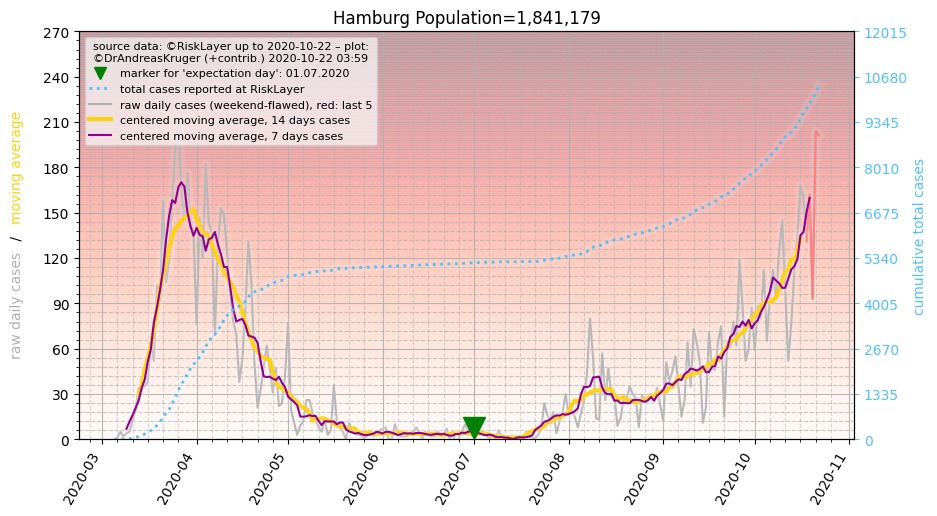 Hamburg Population=1,841,179
270
240
210
180
150
120
90
60
30
0
raw daily cases / moving average
source data: ©RiskLayer up to 2020-10-22 – plot:
©DrAndreasKruger (+contrib.) 2020-10-22 03:59
marker for 'expectation day': 01.07.2020
total cases reported at RiskLayer
raw daily cases (weekend-flawed), red: last 5
centered moving average, 14 days cases
centered moving average, 7 days cases
12015
10680
9345
8010
6675
5340
4005
2670
1335
0
cumulative total cases
2020-03
2020-04
2020-05
2020-06
2020-07
2020-08
2020-09
2020-10
2020-11